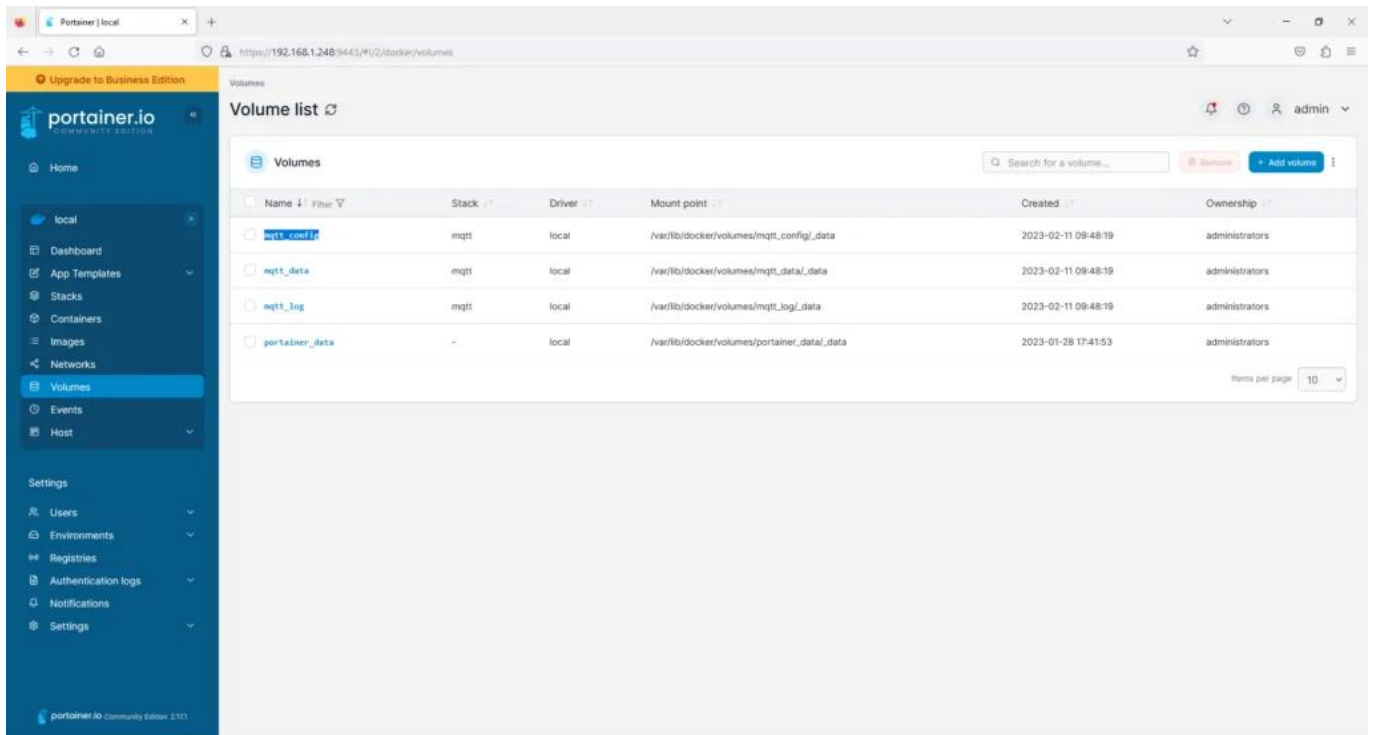 Portainer | local
https://192.168.1.248:9443/#!/2/docker/volumes
Upgrade to Business Edition
portainer.io
COMMUNITY EDITION
Home
local
Dashboard
App Templates
Stacks
Containers
Images
Networks
Volumes
Events
Host
Settings
Users
Environments
Registries
Authentication logs
Notifications
Settings
portainer.io Community Edition
Volumes
Volume list
admin
Volumes
Search for a volume...
Remove
+ Add volume
Name Filter Stack Driver Mount point Created Ownership
mqtt_config mqtt local /var/lib/docker/volumes/mqtt_config/_data 2023-02-11 09:48:19 administrators
mqtt_data mqtt local /var/lib/docker/volumes/mqtt_data/_data 2023-02-11 09:48:19 administrators
mqtt_log mqtt local /var/lib/docker/volumes/mqtt_log/_data 2023-02-11 09:48:19 administrators
portainer_data - local /var/lib/docker/volumes/portainer_data/_data 2023-01-28 17:41:53 administrators
Items per page 10